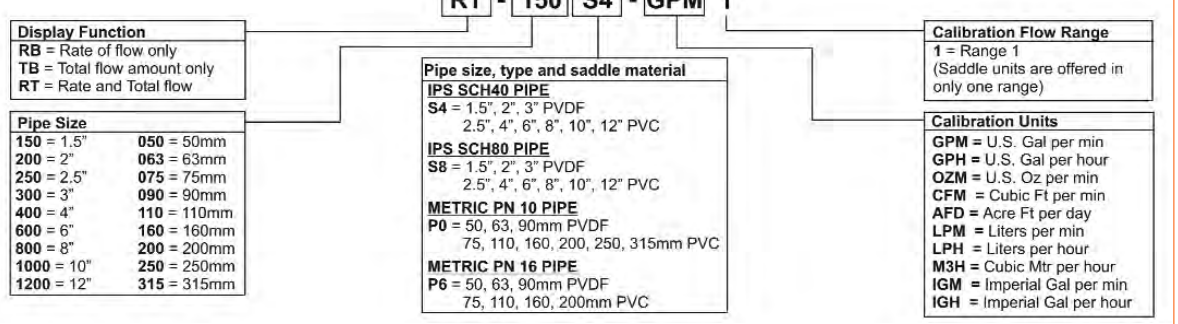 RT - 150 S4 - GPM 1
Display Function
RB = Rate of flow only
TB = Total flow amount only
RT = Rate and Total flow
Pipe Size
150 = 1.5” 050 = 50mm
200 = 2” 063 = 63mm
250 = 2.5” 075 = 75mm
300 = 3” 090 = 90mm
400 = 4” 110 = 110mm
600 = 6” 160 = 160mm
800 = 8” 200 = 200mm
1000 = 10” 250 = 250mm
1200 = 12” 315 = 315mm
Pipe size, type and saddle material
IPS SCH40 PIPE
S4 = 1.5”, 2”, 3” PVDF
2.5”, 4”, 6”, 8”, 10”, 12” PVC
IPS SCH80 PIPE
S8 = 1.5”, 2”, 3” PVDF
2.5”, 4”, 6”, 8”, 10”, 12” PVC
METRIC PN 10 PIPE
P0 = 50, 63, 90mm PVDF
75, 110, 160, 200, 250, 315mm PVC
METRIC PN 16 PIPE
P6 = 50, 63, 90mm PVDF
75, 110, 160, 200mm PVC
Calibration Flow Range
1 = Range 1
(Saddle units are offered in
only one range)
Calibration Units
GPM = U.S. Gal per min
GPH = U.S. Gal per hour
OZM = U.S. Oz per min
CFM = Cubic Ft per min
AFD = Acre Ft per day
LPM = Liters per min
LPH = Liters per hour
M3H = Cubic Mtr per hour
IGM = Imperial Gal per min
IGH = Imperial Gal per hour